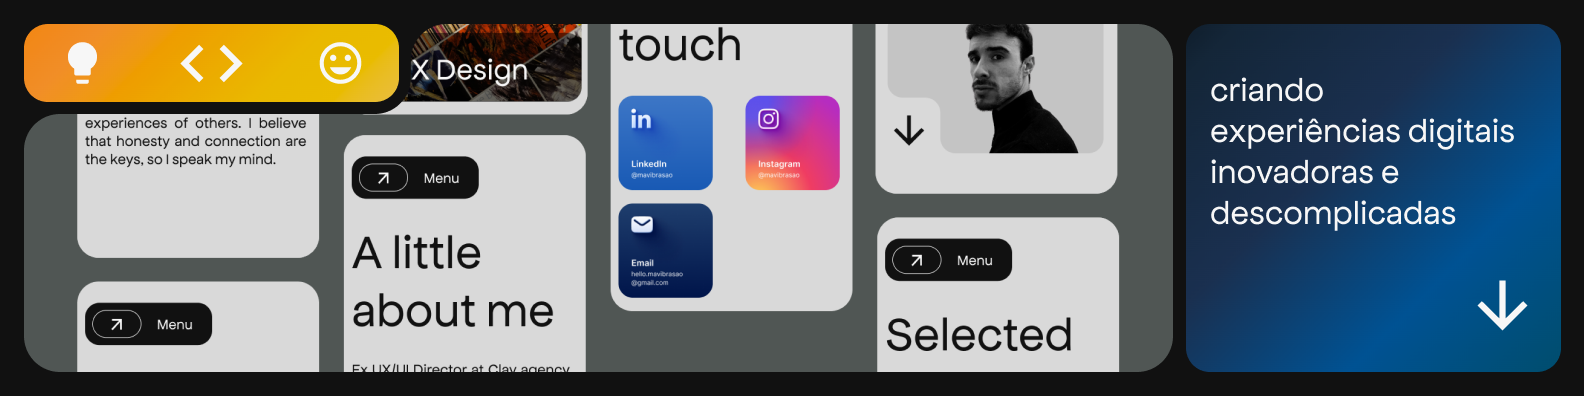 X Design
experiences of others. I believe
that honesty and connection are
the keys, so I speak my mind.
Menu
Menu
A little
about me
Ex UX/UI Director at Clay agency
touch
LinkedIn
@mavibrasao
Instagram
@mavibrasao
Email
hello.mavibrasao
@gmail.com
Menu
Selected
criando
experiências digitais
inovadoras e
descomplicadas